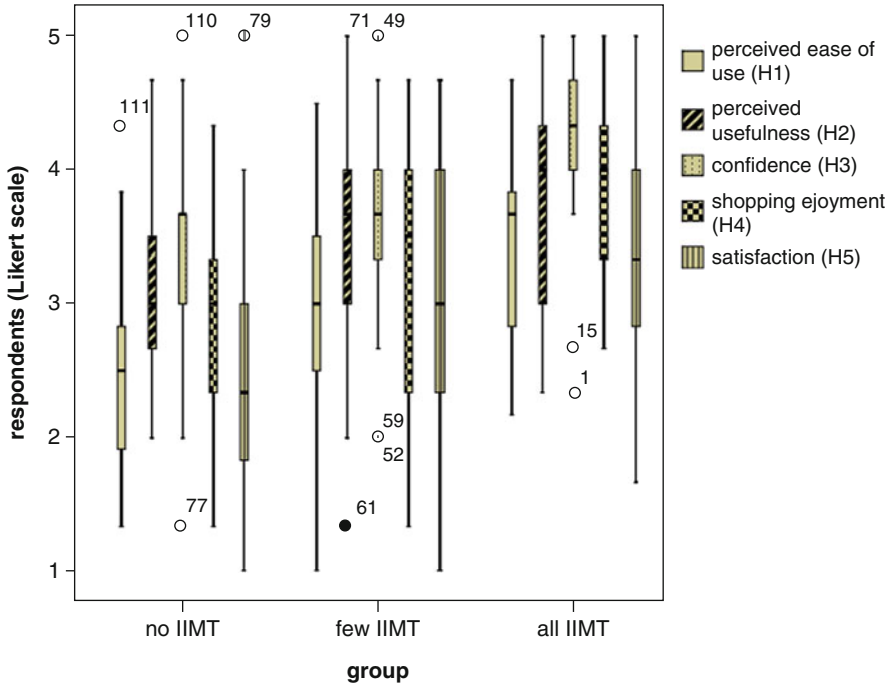 respondents (Likert scale)
5
4
3
2
1
110
79
111
77
71 49
59
52
61
15
1
no IIMT
few IIMT
all IIMT
group
perceived ease of
use (H1)
perceived
usefulness (H2)
confidence (H3)
shopping ejoyment
(H4)
satisfaction (H5)